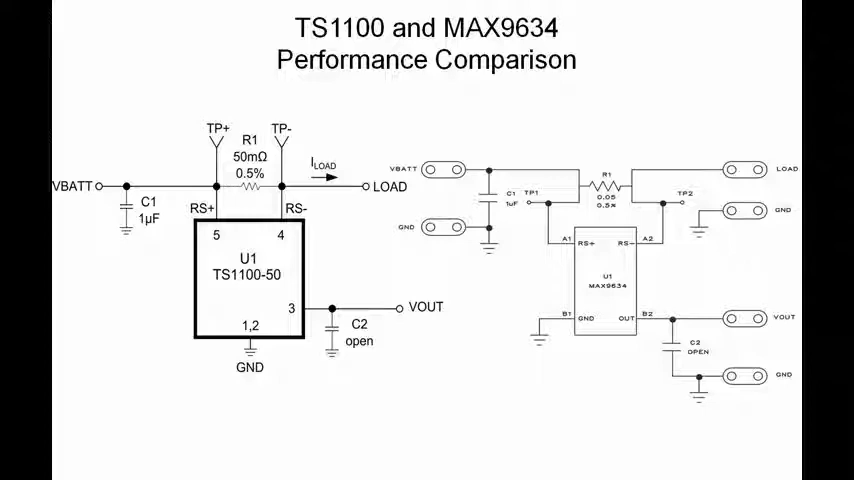 TS1100 and MAX9634
Performance Comparison
TP+
TP-
R1
50mΩ
0.5%
ILOAD
VBATT
LOAD
C1
1µF
RS+
RS-
5
4
U1
TS1100-50
3
VOUT
1,2
C2
open
GND
VBATT
LOAD
R1
0.05
0.5%
C1
1uF
TP1
TP2
GND
GND
A1
RS+
RS-
A2
U1
MAX9634
B1
GND
OUT
B2
VOUT
C2
OPEN
GND